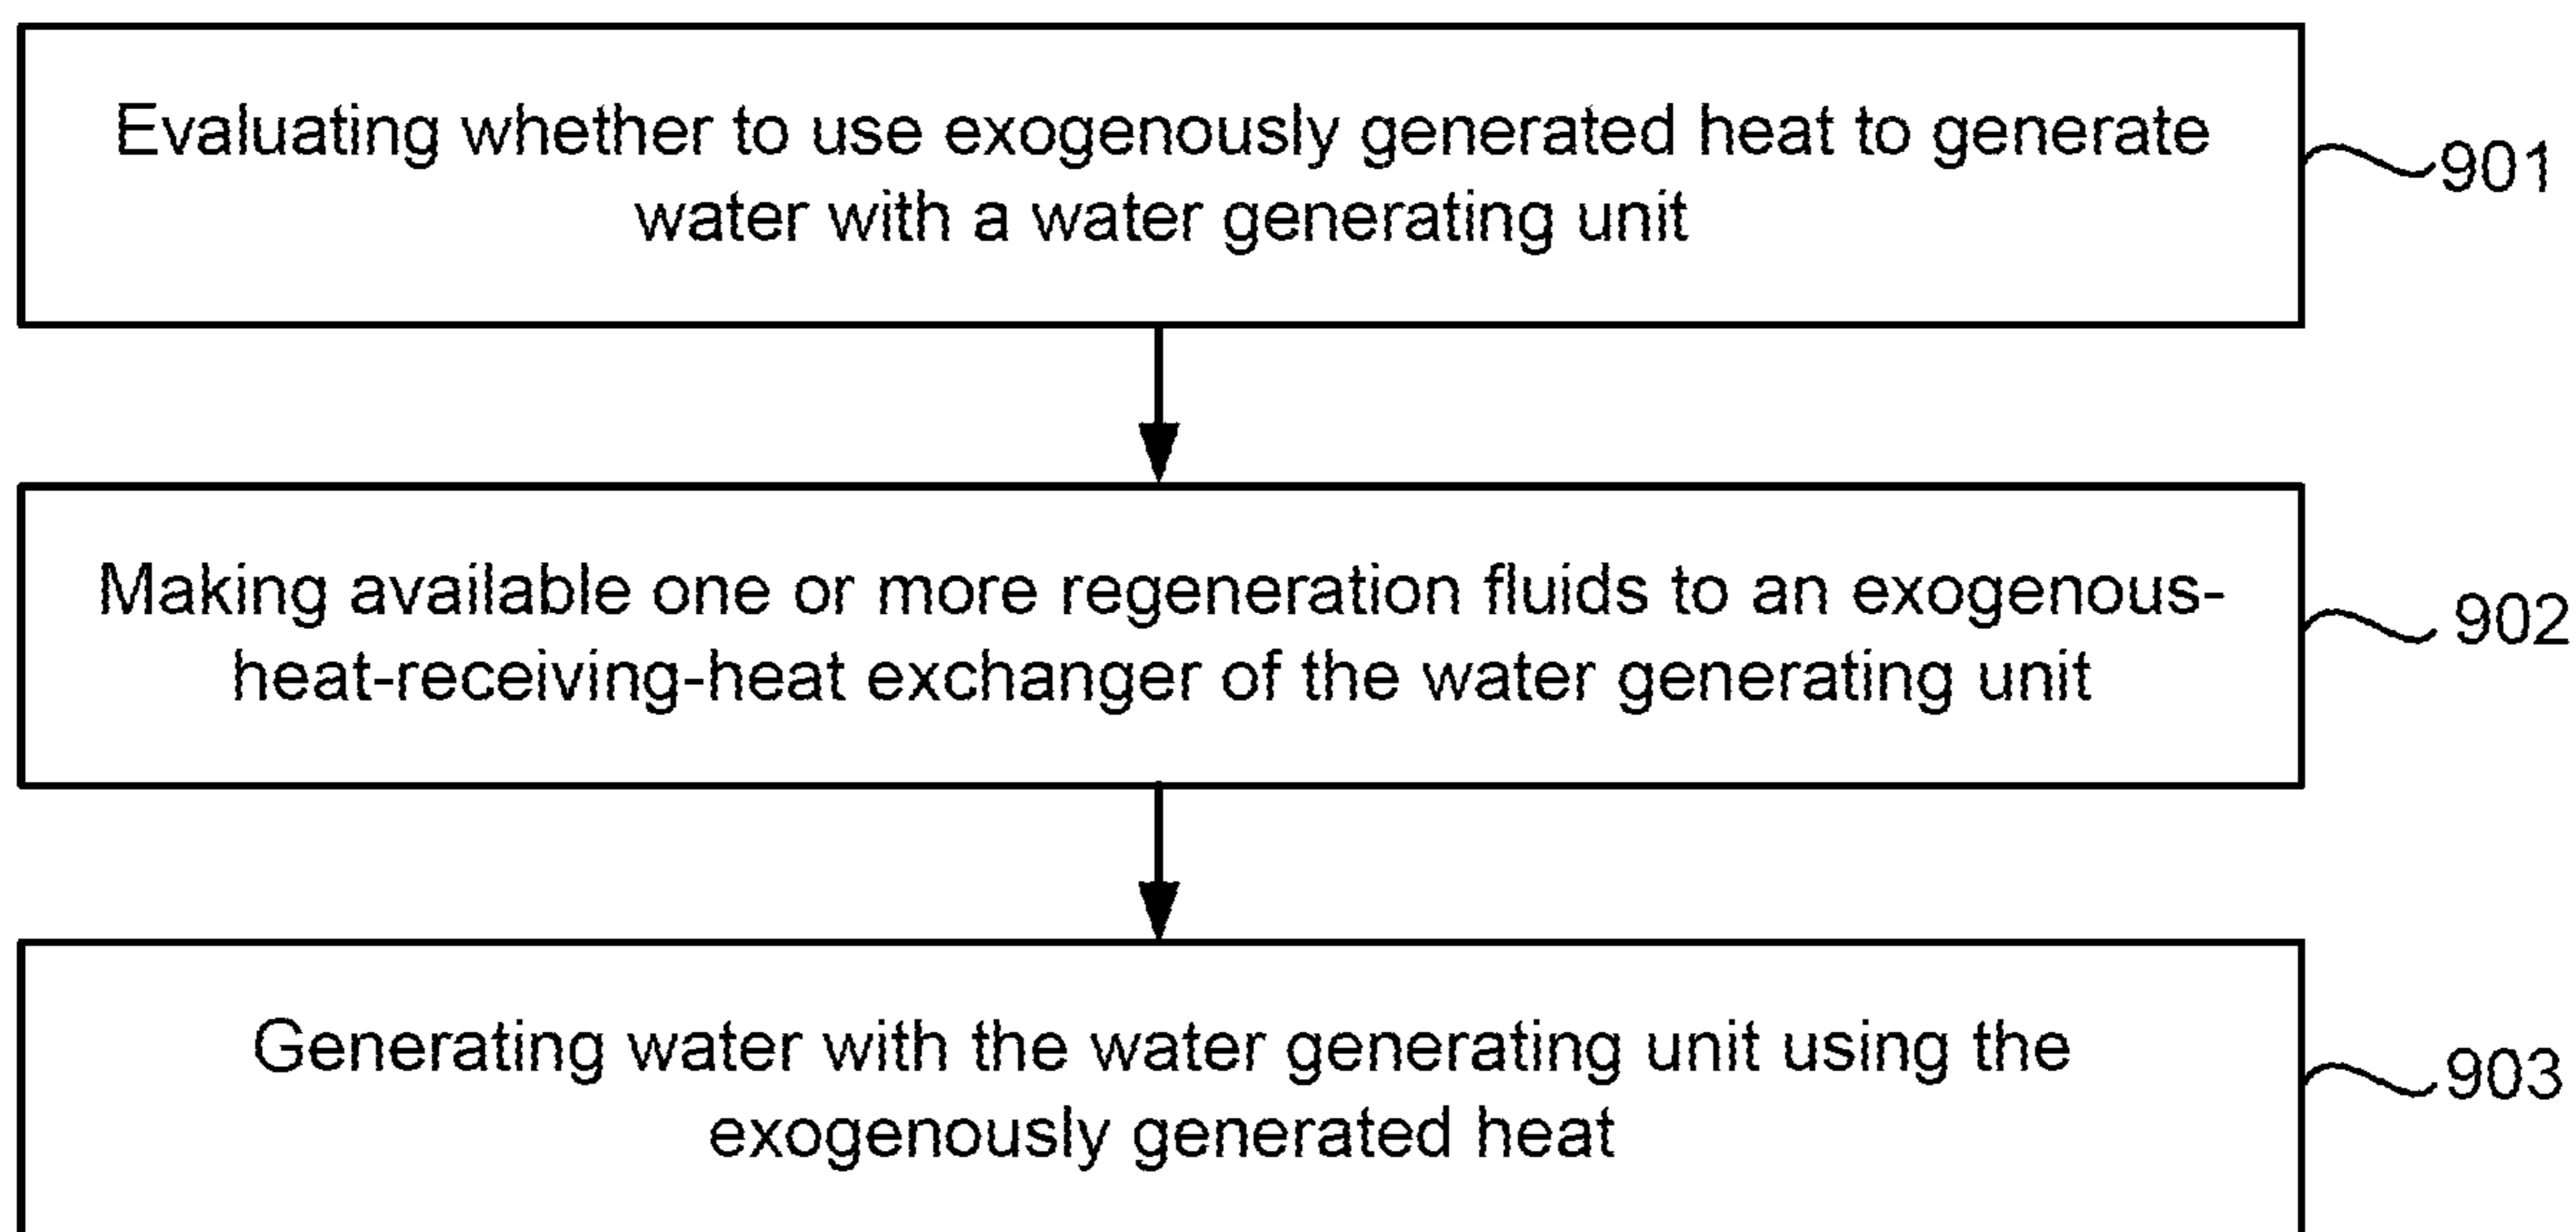 Evaluating whether to use exogenously generated heat to generate
water with a water generating unit
901
Making available one or more regeneration fluids to an exogenous-
heat-receiving-heat exchanger of the water generating unit
902
Generating water with the water generating unit using the
exogenously generated heat
903